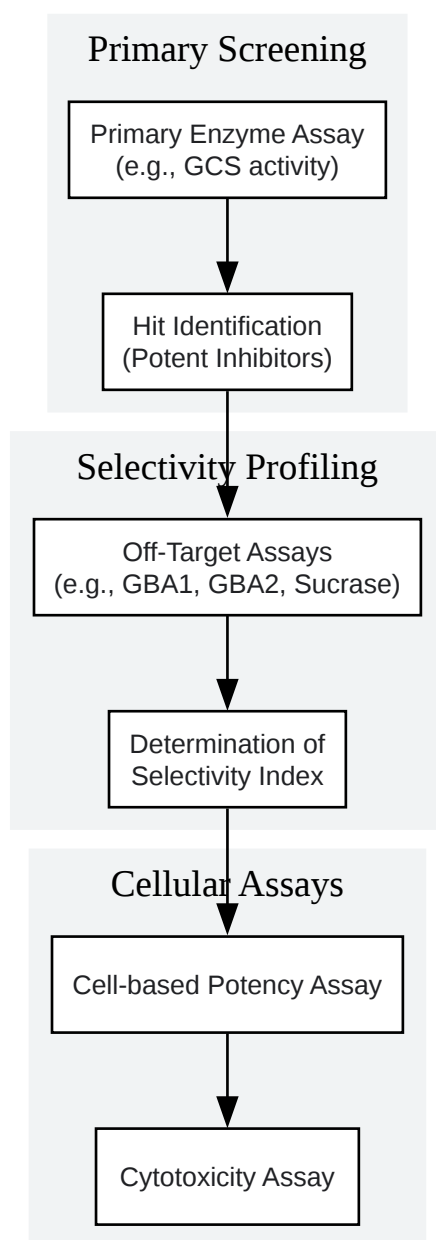 Primary Screening
Primary Enzyme Assay
(e.g., GCS activity)
Hit Identification
(Potent Inhibitors)
Selectivity Profiling
Off-Target Assays
(e.g., GBA1, GBA2, Sucrase)
Determination of
Selectivity Index
Cellular Assays
Cell-based Potency Assay
Cytotoxicity Assay